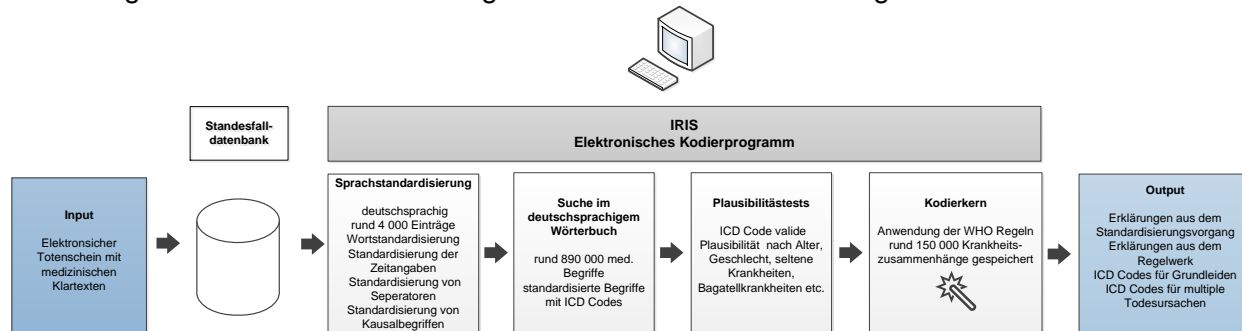 Standesfall-
datenbank
IRIS
Elektronisches Kodierprogramm
Input
Elektronsicher
Totenschein mit
medizinischen
Klartexten
Sprachstandardisierung
deutschsprachig
rund 4 000 Einträge
Wortstandardisierung
Standardisierung der
Zeitangaben
Standardisierung von
Seperatoren
Standardisierung von
Kausalbegriffen
Suche im
deutschsprachigem
Wörterbuch
rund 890 000 med.
Begriffe
standardisierte Begriffe
mit ICD Codes
Plausibilitätstests
ICD Code valide
Plausibilität nach Alter,
Geschlecht, seltene
Krankheiten,
Bagatellkrankheiten etc.
Kodierkern
Anwendung der WHO Regeln
rund 150 000 Krankheits-
zusammenhänge gespeichert
Output
Erklärungen aus dem
Standardisierungsvorgang
Erklärungen aus dem
Regelwerk
ICD Codes für Grundleiden
ICD Codes für multiple
Todesursachen